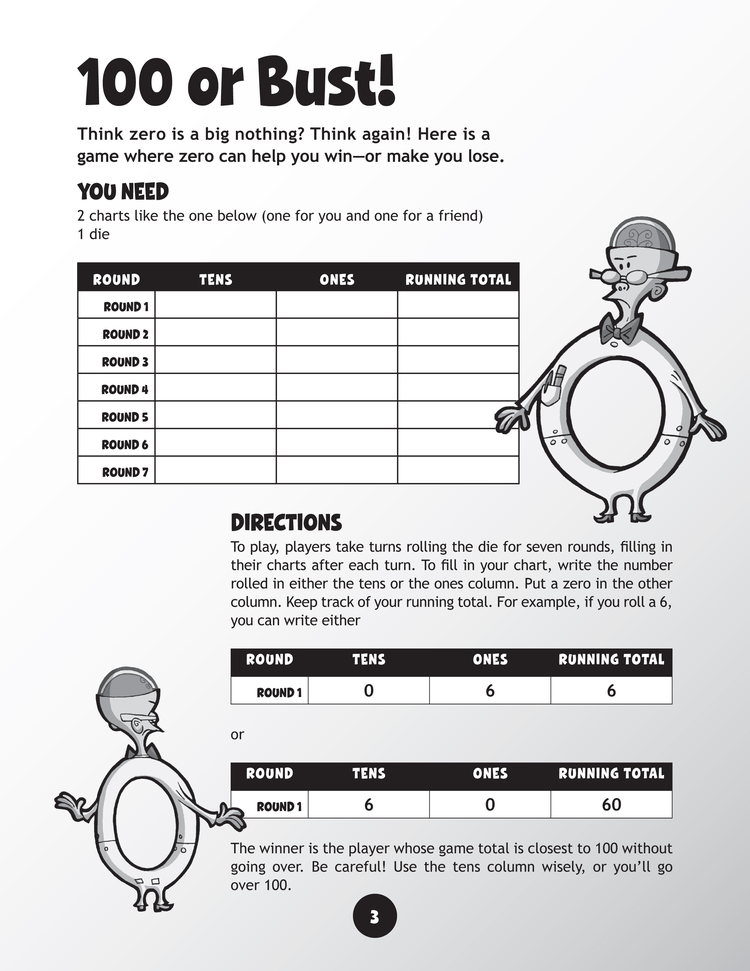 100 or Bust!
Think zero is a big nothing? Think again! Here is a
game where zero can help you win—or make you lose.
YOU NEED
2 charts like the one below (one for you and one for a friend)
1 die
ROUND TENS ONES RUNNING TOTAL
ROUND 1
ROUND 2
ROUND 3
ROUND 4
ROUND 5
ROUND 6
ROUND 7
DIRECTIONS
To play, players take turns rolling the die for seven rounds, filling in
their charts after each turn. To fill in your chart, write the number
rolled in either the tens or the ones column. Put a zero in the other
column. Keep track of your running total. For example, if you roll a 6,
you can write either
ROUND TENS ONES RUNNING TOTAL
ROUND 1 0 6 6
or
ROUND TENS ONES RUNNING TOTAL
ROUND 1 6 0 60
The winner is the player whose game total is closest to 100 without
going over. Be careful! Use the tens column wisely, or you’ll go
over 100.
3